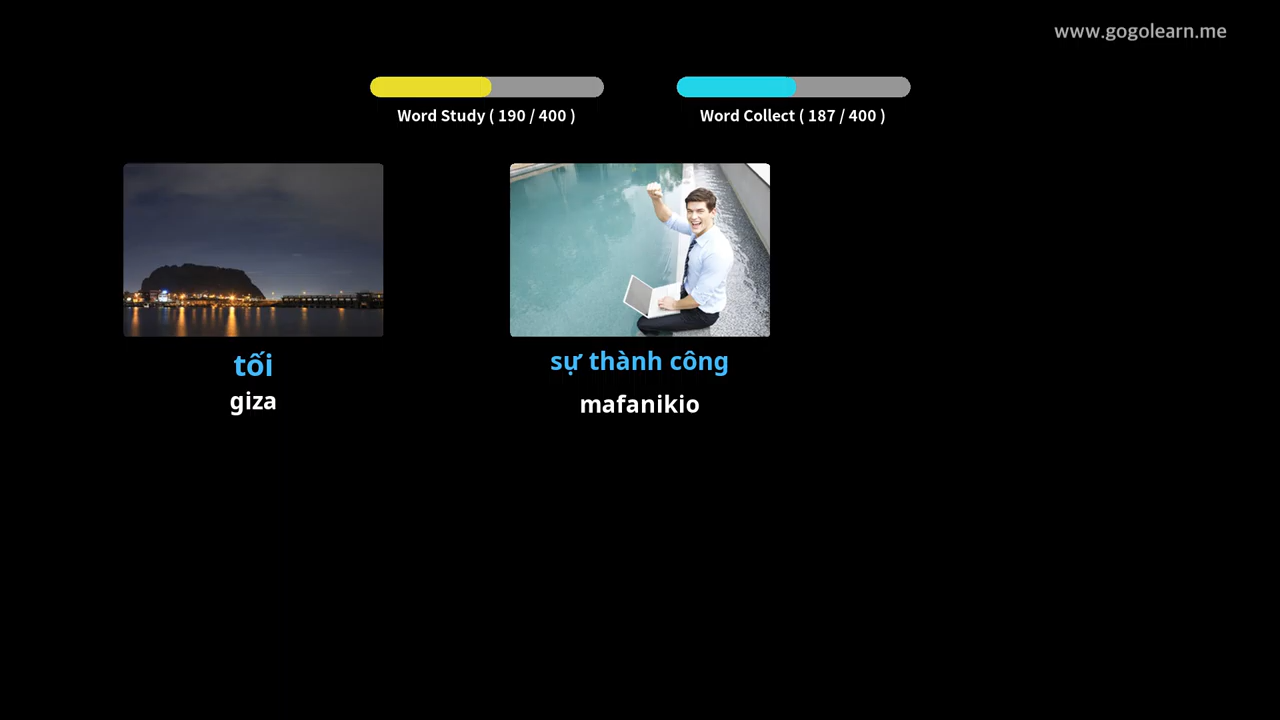 www.gogolearn.me
Word Study ( 190 / 400 )
Word Collect ( 187 / 400 )
tối
giza
sự thành công
mafanikio